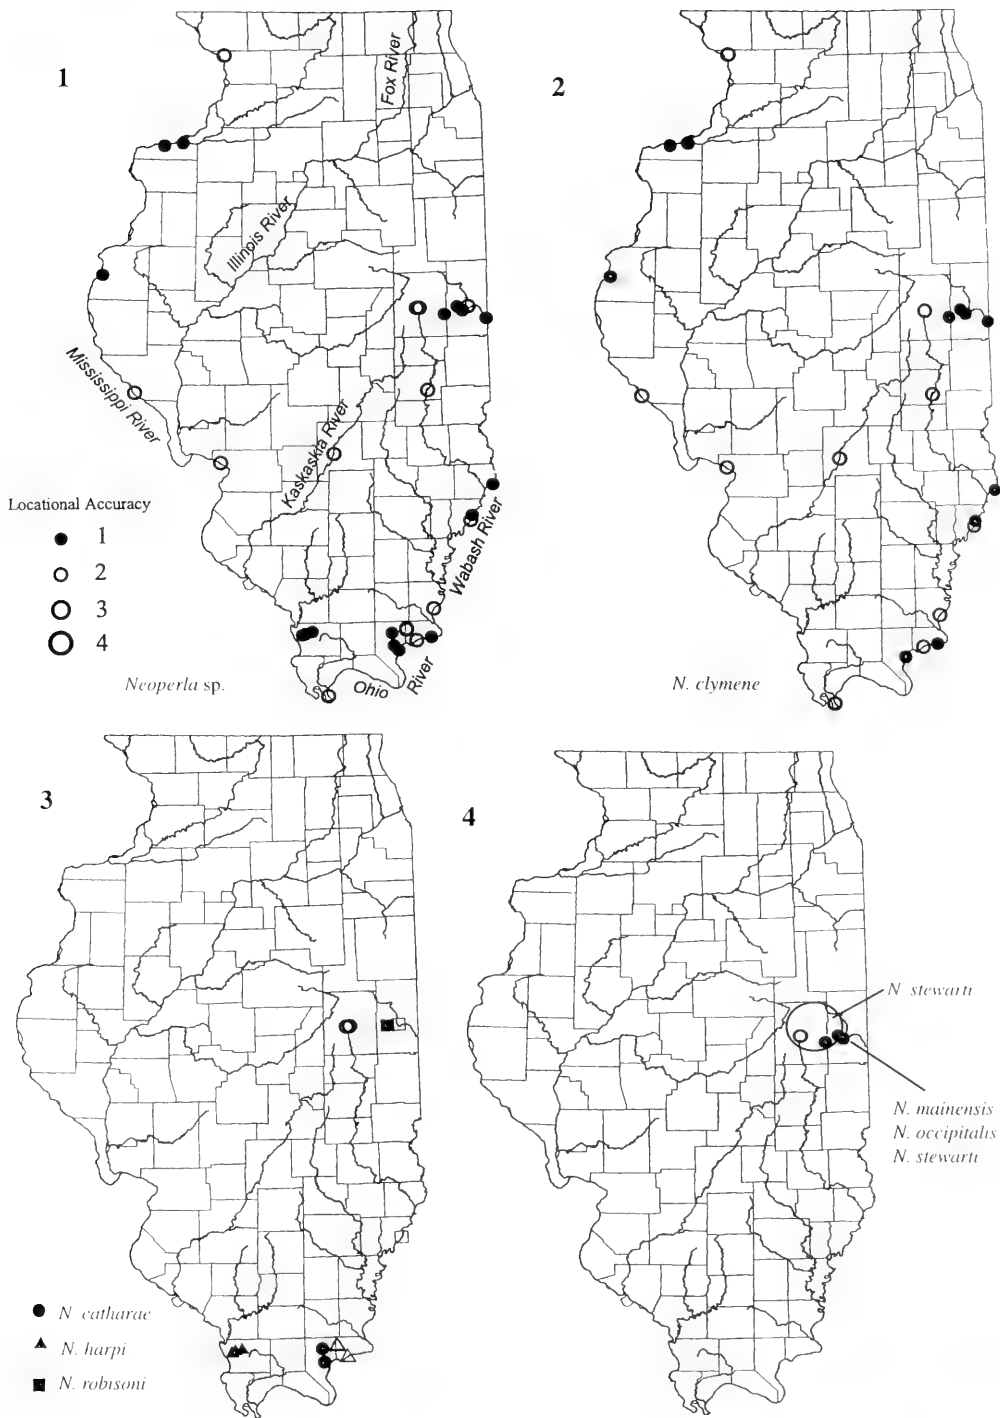 1
Fox River
Illinois River
Mississippi River
Kaskaskia River
Wabash River
Ohio River
Locational Accuracy
1
2
3
4
Neoperla sp.
2
N. clymene
3
N. catharae
N. harpi
N. robisoni
4
N. stewarti
N. mainensis
N. occipitalis
N. stewarti